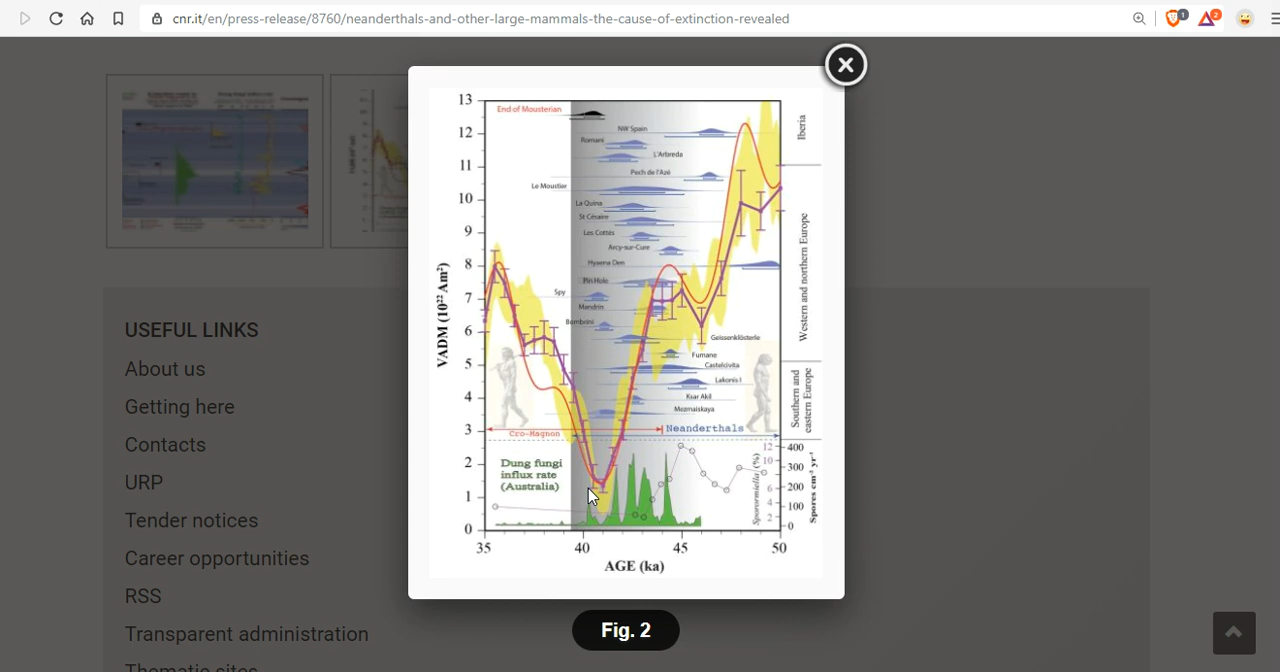 cnr.it/en/press-release/8760/neanderthals-and-other-large-mammals-the-cause-of-extinction-revealed
1
2
13
12
11
10
9
8
7
6
5
4
3
2
1
0
VADM (10²² Am²)
End of Mousterian
NW Spain
Romaní
L'Arbreda
Pech de l'Azé
Le Moustier
La Quina
St Césaire
Les Cottés
Arcy-sur-Cure
Hyaena Den
Pin Hole
Spy
Mandrin
Bombrini
Geissenklösterle
Fumane
Castelcivita
Lakonis I
Ksar Akil
Mezmaiskaya
Cro-Magnon
Neanderthals
Dung fungi
influx rate
(Australia)
Iberia
Western and northern Europe
Southern and
eastern Europe
12
10
6
4
2
Sporormiella (%)
400
300
200
100
0
Spores cm⁻² yr⁻¹
35
40
45
50
AGE (ka)
Fig. 2
USEFUL LINKS
About us
Getting here
Contacts
URP
Tender notices
Career opportunities
RSS
Transparent administration
Thematic sites